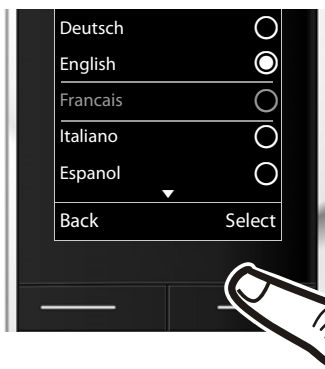 Deutsch
English
Francais
Italiano
Espanol
Back Select